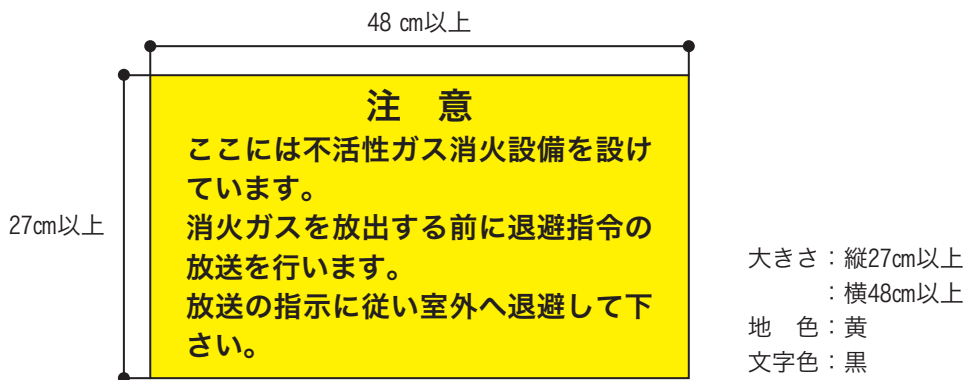 48 ㎝以上
27㎝以上
注　意
ここには不活性ガス消火設備を設け
ています。
消火ガスを放出する前に退避指令の
放送を行います。
放送の指示に従い室外へ退避して下
さい。
大きさ：縦27㎝以上
：横48㎝以上
地　色：黄
文字色：黒